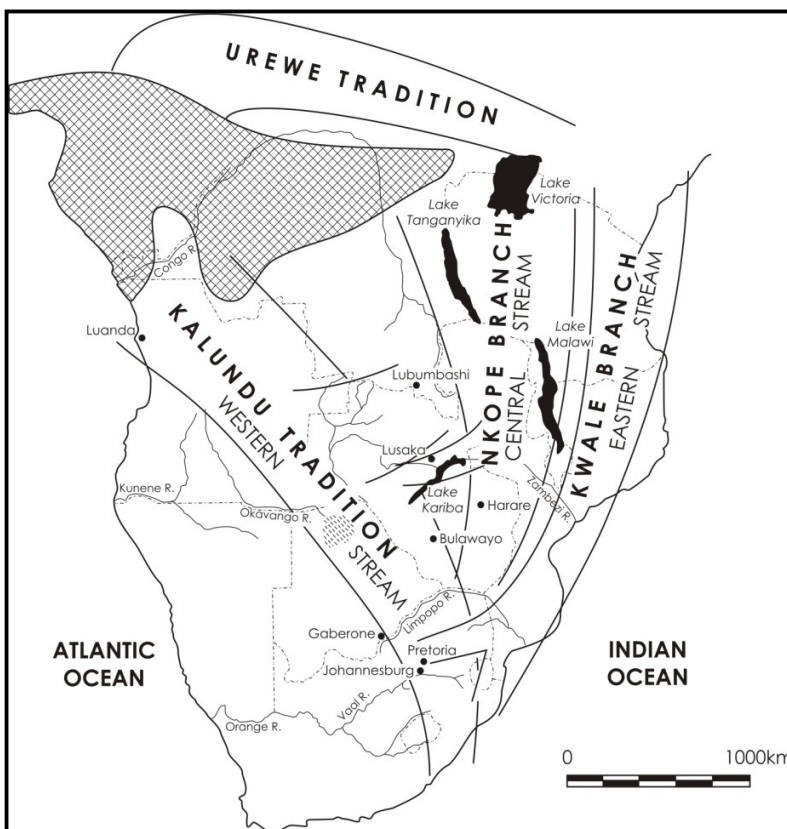 UREWE TRADITION
Lake
Victoria
Lake
Tanganyika
Congo R.
NKOPE BRANCH
CENTRAL STREAM
KWALE BRANCH
EASTERN STREAM
Luanda
KALUNDU TRADITION
WESTERN STREAM
Lake
Malawi
Lubumbashi
Lusaka
Lake
Kariba
Zambezi R.
Kunene R.
Okavango R.
Harare
Bulawayo
Limpopo R.
Gaberone
Pretoria
Johannesburg
ATLANTIC
OCEAN
INDIAN
OCEAN
Vaal R.
Orange R.
0 1000km